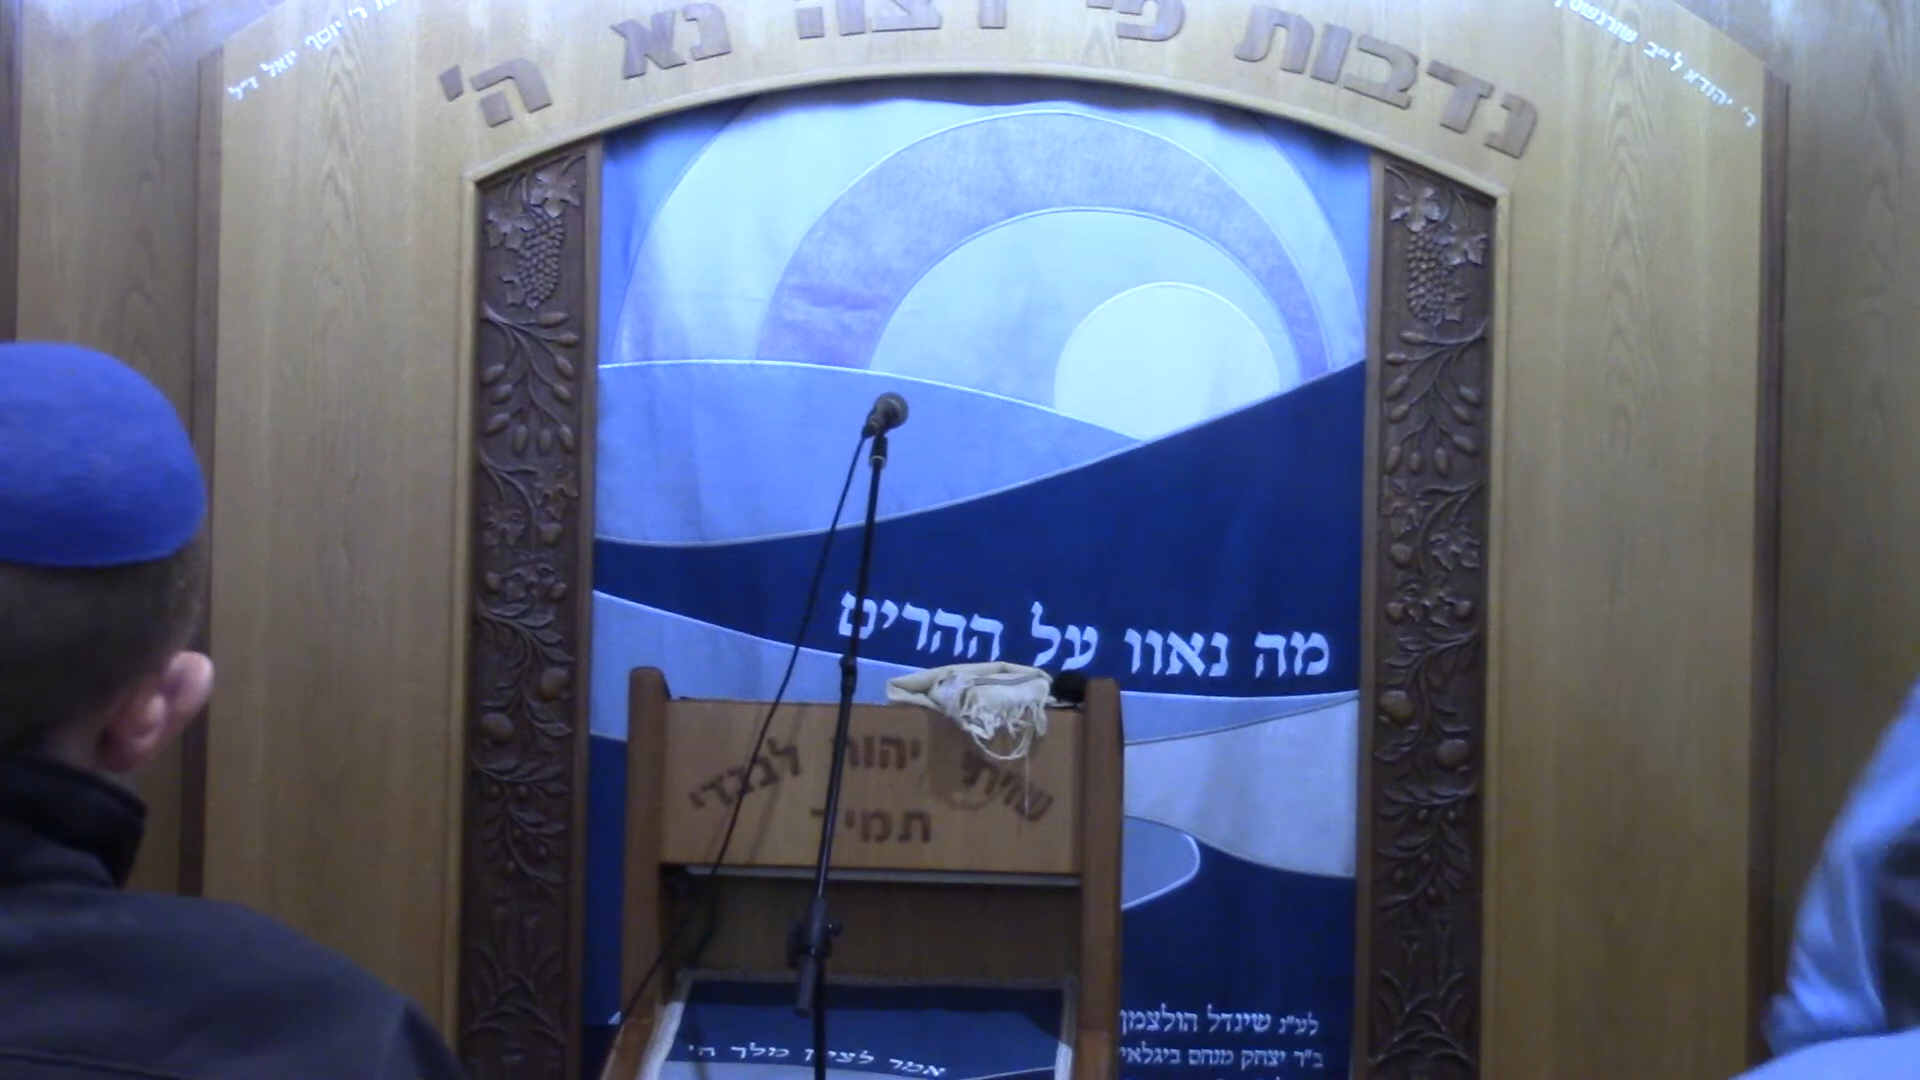 נדבות פי רצה נא ה'
ר' יהודא לייב
ר' יוסף יואל ז״ל
מה נאוו על ההרים
שויתי יהוה לנגדי
תמיד
אמר לציון מלך
לע״נ שינדל הולצמן
ב״ר יצחק מנחם ביגלאי